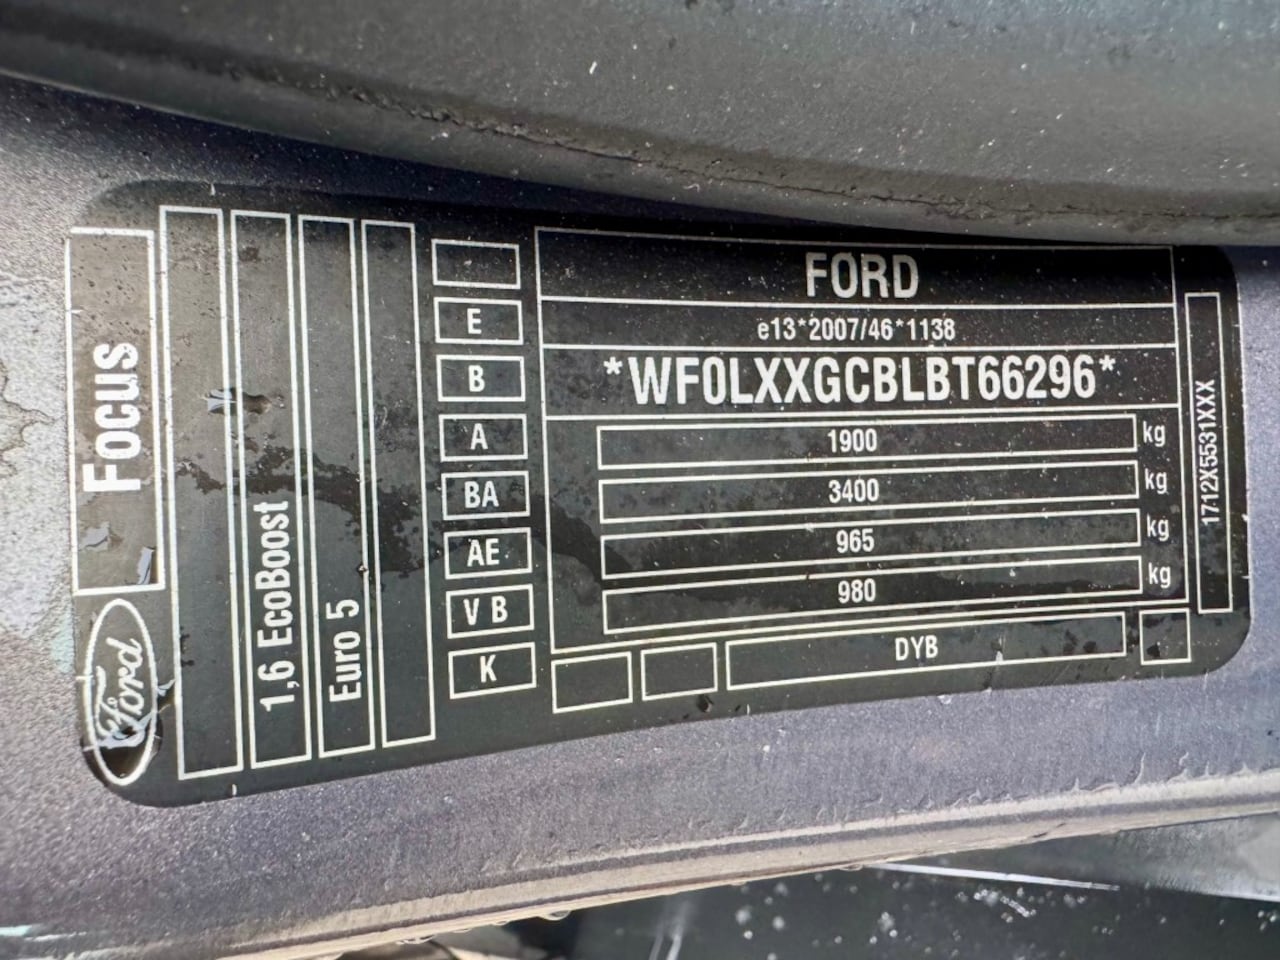 Focus
Ford
1,6 EcoBoost
Euro 5
E
B
A
BA
AE
V B
K
FORD
e13*2007/46*1138
*WF0LXXGCBLBT66296*
1900 kg
3400 kg
965 kg
980 kg
DYB
1712X5531XXX